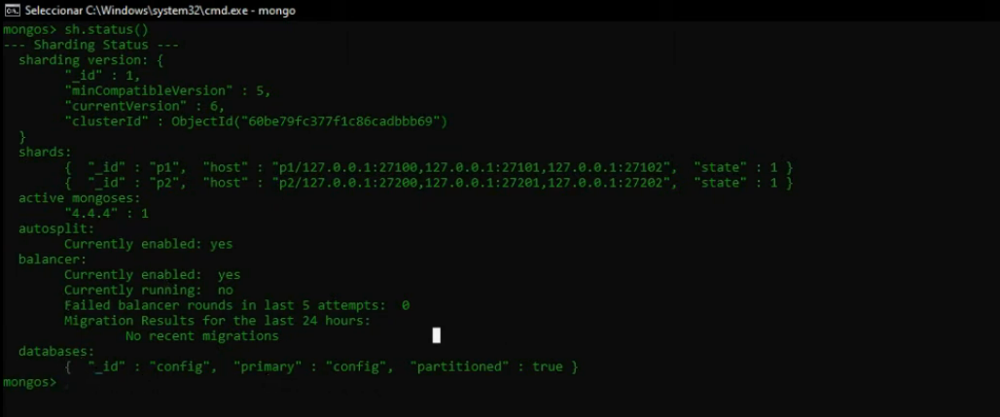 Seleccionar C:\Windows\system32\cmd.exe - mongo
mongos> sh.status()
--- Sharding Status ---
  sharding version: {
        "_id" : 1,
        "minCompatibleVersion" : 5,
        "currentVersion" : 6,
        "clusterId" : ObjectId("60be79fc377f1c86cadbbb69")
  }
  shards:
        {  "_id" : "p1",  "host" : "p1/127.0.0.1:27100,127.0.0.1:27101,127.0.0.1:27102",  "state" : 1 }
        {  "_id" : "p2",  "host" : "p2/127.0.0.1:27200,127.0.0.1:27201,127.0.0.1:27202",  "state" : 1 }
  active mongoses:
        "4.4.4" : 1
  autosplit:
        Currently enabled: yes
  balancer:
        Currently enabled:  yes
        Currently running:  no
        Failed balancer rounds in last 5 attempts:  0
        Migration Results for the last 24 hours:
                No recent migrations
  databases:
        {  "_id" : "config",  "primary" : "config",  "partitioned" : true }
mongos>